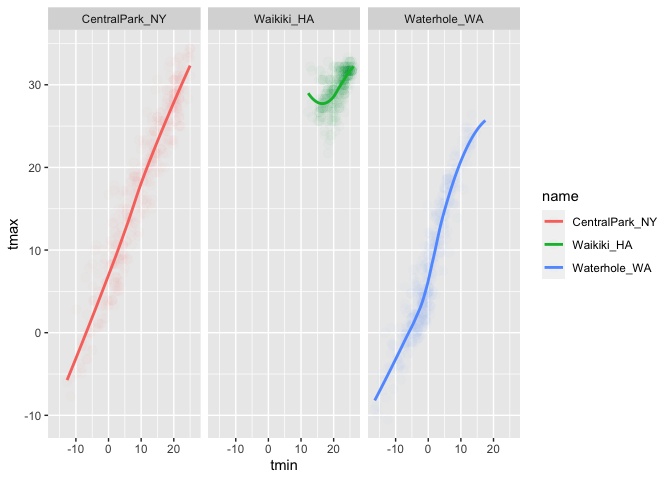 CentralPark_NY
Waikiki_HA
Waterhole_WA
tmax
30
20
10
0
-10
-10 0 10 20
-10 0 10 20
-10 0 10 20
tmin
name
CentralPark_NY
Waikiki_HA
Waterhole_WA